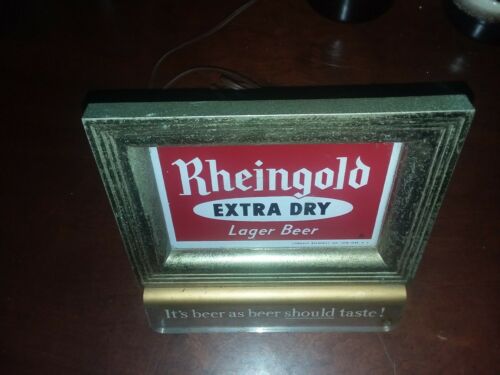 Rheingold
EXTRA DRY
Lager Beer
It's beer as beer should taste!